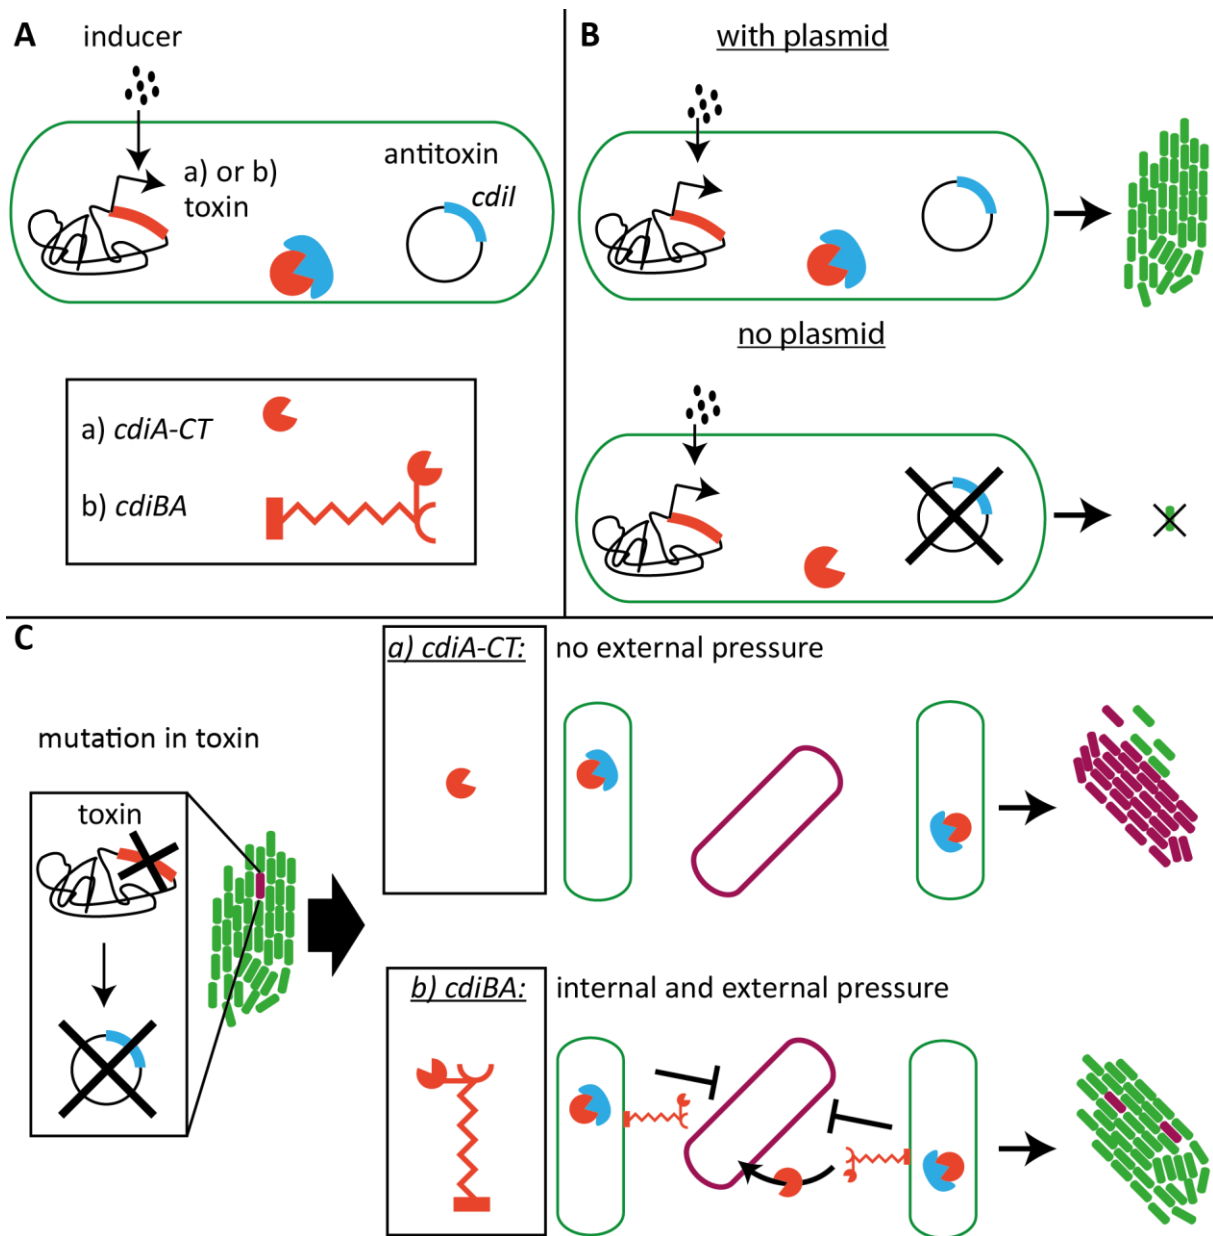 A
inducer
a) or b)
toxin
antitoxin
cdiI
a) cdiA-CT
b) cdiBA
B
with plasmid
no plasmid
C
mutation in toxin
toxin
a) cdiA-CT:
no external pressure
b) cdiBA:
internal and external pressure